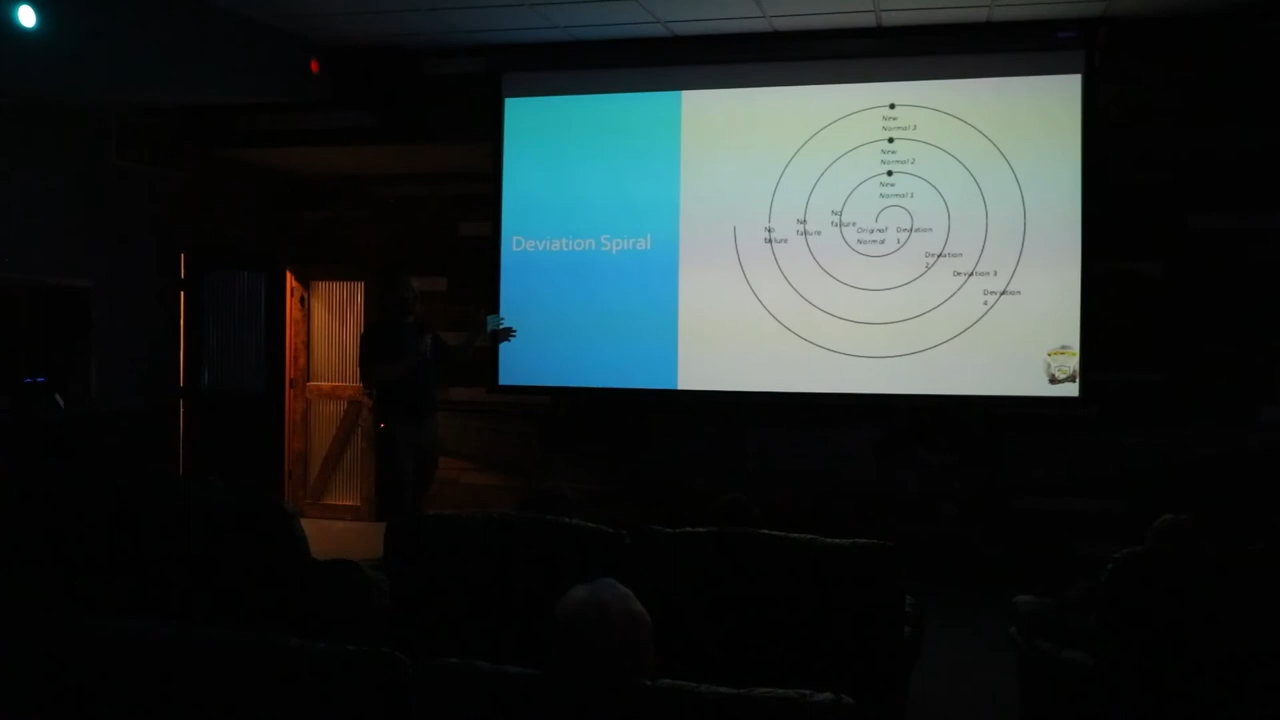 Deviation Spiral
New
Normal 3
New
Normal 2
New
Normal 1
No
failure
No
failure
No
failure
Original
Normal
Deviation
1
Deviation
2
Deviation 3
Deviation
4